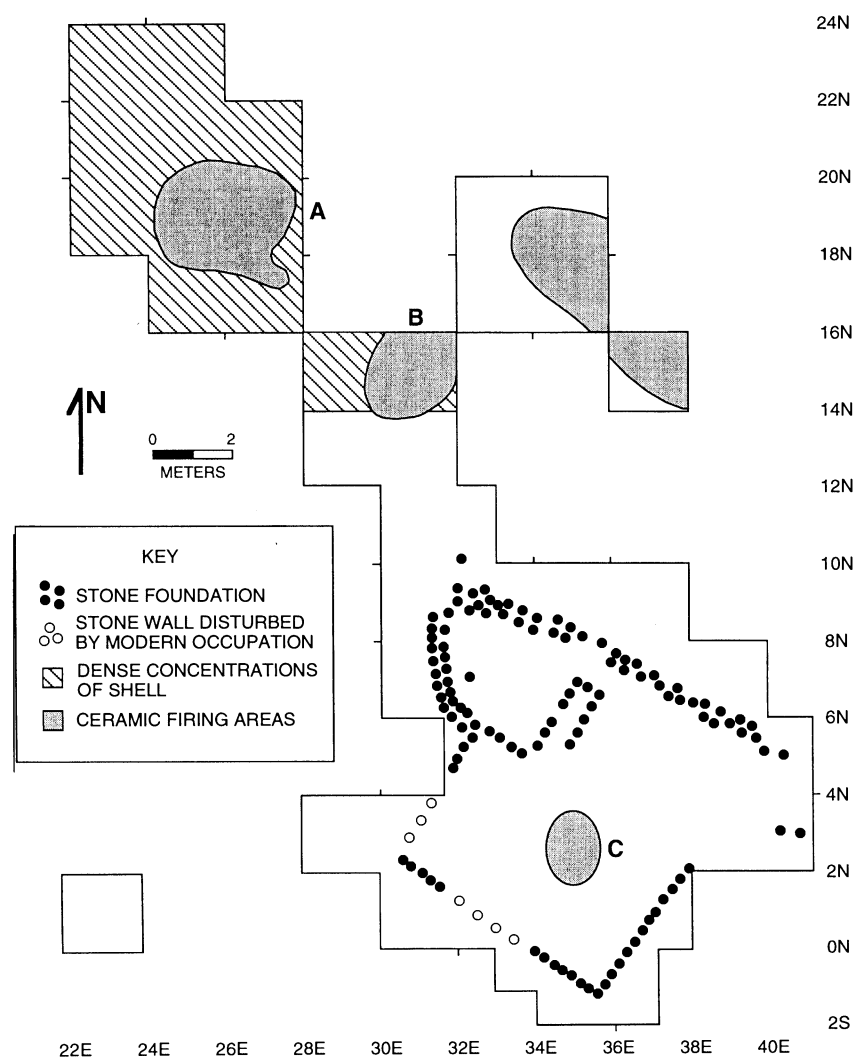 24N
22N
20N
A
18N
B
16N
14N
N
0 2
METERS
12N
KEY
STONE FOUNDATION
STONE WALL DISTURBED
BY MODERN OCCUPATION
DENSE CONCENTRATIONS
OF SHELL
CERAMIC FIRING AREAS
10N
8N
6N
4N
C
2N
0N
2S
22E 24E 26E 28E 30E 32E 34E 36E 38E 40E